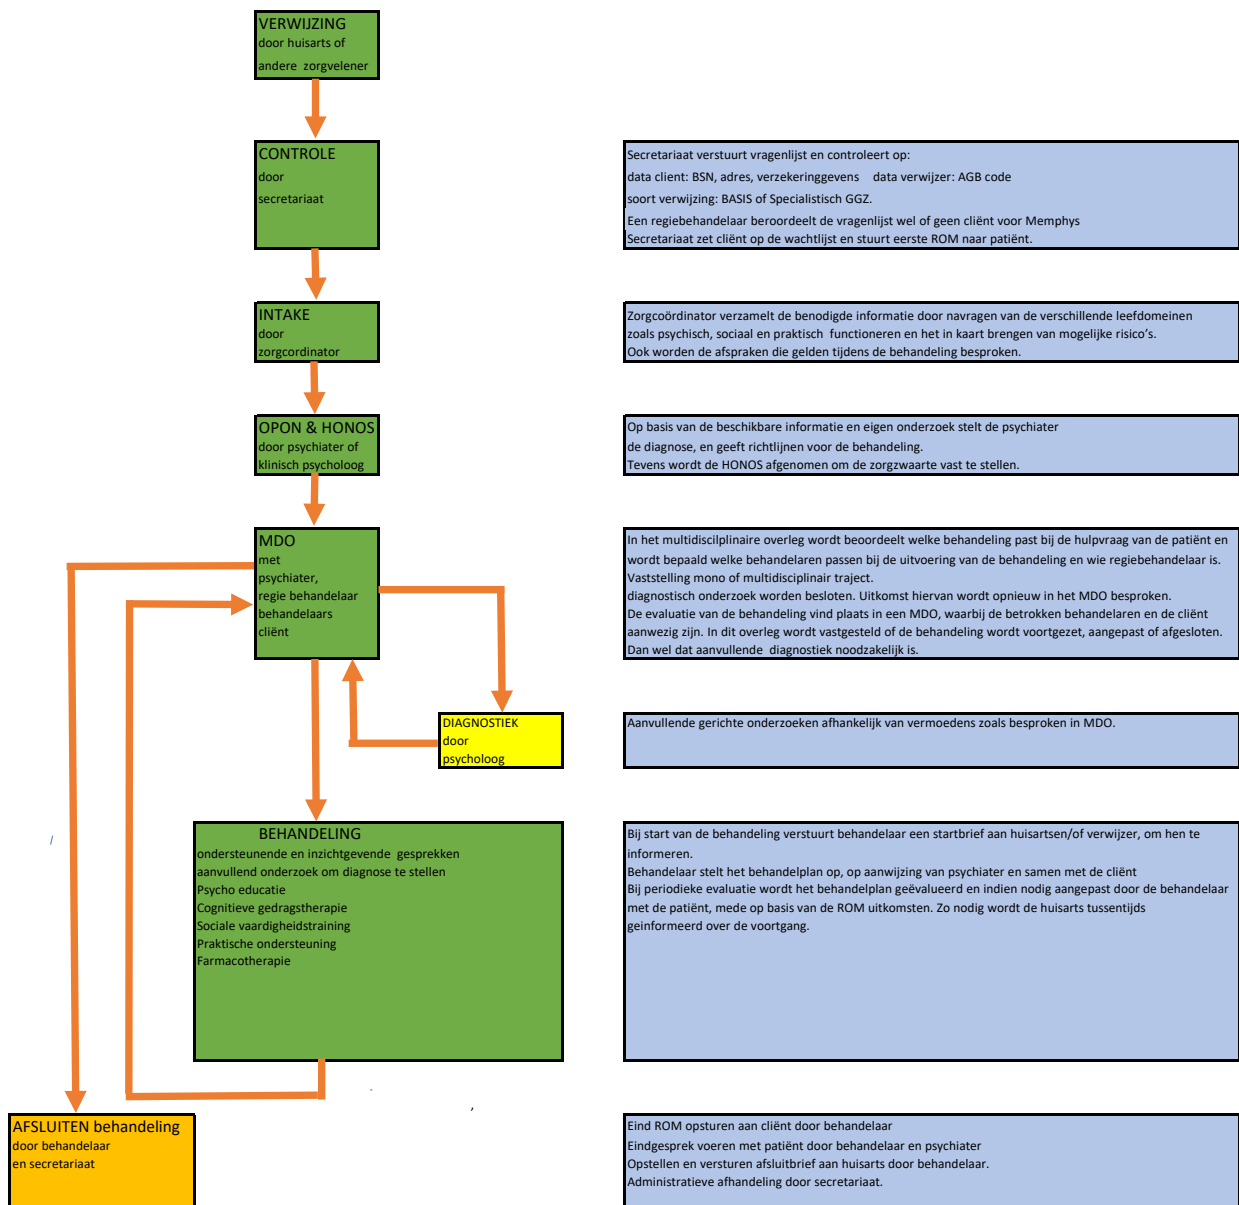 VERWIJZING
door huisarts of
andere zorgvelener
CONTROLE
door
secretariaat
Secretariaat verstuurt vragenlijst en controleert op:
data client: BSN, adres, verzekeringgevens data verwijzer: AGB code
soort verwijzing: BASIS of Specialistisch GGZ.
Een regiebehandelaar beroordeelt de vragenlijst wel of geen cliënt voor Memphys
Secretariaat zet cliënt op de wachtlijst en stuurt eerste ROM naar patiënt.
INTAKE
door
zorgcordinator
Zorgcoördinator verzamelt de benodigde informatie door navragen van de verschillende leefdomeinen
zoals psychisch, sociaal en praktisch functioneren en het in kaart brengen van mogelijke risico's.
Ook worden de afspraken die gelden tijdens de behandeling besproken.
OPON & HONOS
door psychiater of
klinisch psycholoog
Op basis van de beschikbare informatie en eigen onderzoek stelt de psychiater
de diagnose, en geeft richtlijnen voor de behandeling.
Tevens wordt de HONOS afgenomen om de zorgzwaarte vast te stellen.
MDO
met
psychiater,
regie behandelaar
behandelaars
cliënt
In het multidiscilplinaire overleg wordt beoordeelt welke behandeling past bij de hulpvraag van de patiënt en
wordt bepaald welke behandelaren passen bij de uitvoering van de behandeling en wie regiebehandelaar is.
Vaststelling mono of multidisciplinair traject.
diagnostisch onderzoek worden besloten. Uitkomst hiervan wordt opnieuw in het MDO besproken.
De evaluatie van de behandeling vind plaats in een MDO, waarbij de betrokken behandelaren en de cliënt
aanwezig zijn. In dit overleg wordt vastgesteld of de behandeling wordt voortgezet, aangepast of afgesloten.
Dan wel dat aanvullende diagnostiek noodzakelijk is.
DIAGNOSTIEK
door
psycholoog
Aanvullende gerichte onderzoeken afhankelijk van vermoedens zoals besproken in MDO.
BEHANDELING
ondersteunende en inzichtgevende gesprekken
aanvullend onderzoek om diagnose te stellen
Psycho educatie
Cognitieve gedragstherapie
Sociale vaardigheidstraining
Praktische ondersteuning
Farmacotherapie
Bij start van de behandeling verstuurt behandelaar een startbrief aan huisartsen/of verwijzer, om hen te
informeren.
Behandelaar stelt het behandelplan op, op aanwijzing van psychiater en samen met de cliënt
Bij periodieke evaluatie wordt het behandelplan geëvalueerd en indien nodig aangepast door de behandelaar
met de patiënt, mede op basis van de ROM uitkomsten. Zo nodig wordt de huisarts tussentijds
geinformeerd over de voortgang.
AFSLUITEN behandeling
door behandelaar
en secretariaat
Eind ROM opsturen aan cliënt door behandelaar
Eindgesprek voeren met patiënt door behandelaar en psychiater
Opstellen en versturen afsluitbrief aan huisarts door behandelaar.
Administratieve afhandeling door secretariaat.